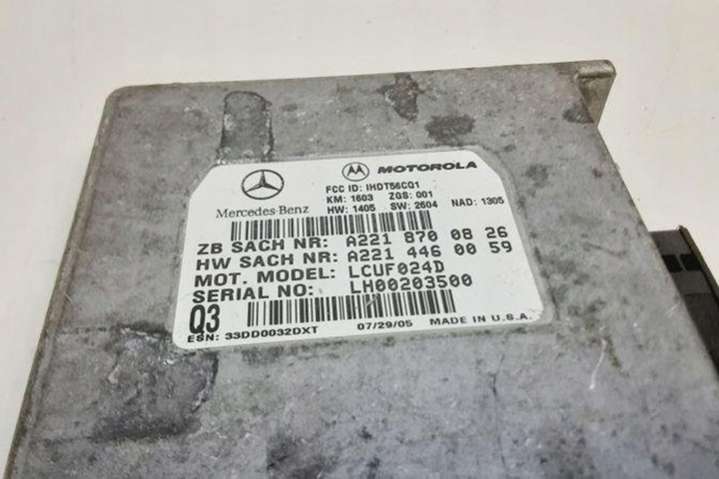 Mercedes-Benz
MOTOROLA
FCC ID: IHDT56CQ1
KM: 1603 ZGS: 001
HW: 1405 SW: 2604 NAD: 1305
ZB SACH NR: A221 870 08 26
HW SACH NR: A221 446 00 59
MOT. MODEL: LCUF024D
SERIAL NO: LH00203500
Q3
ESN: 33DD0032DXT 07/29/05 MADE IN U.S.A.